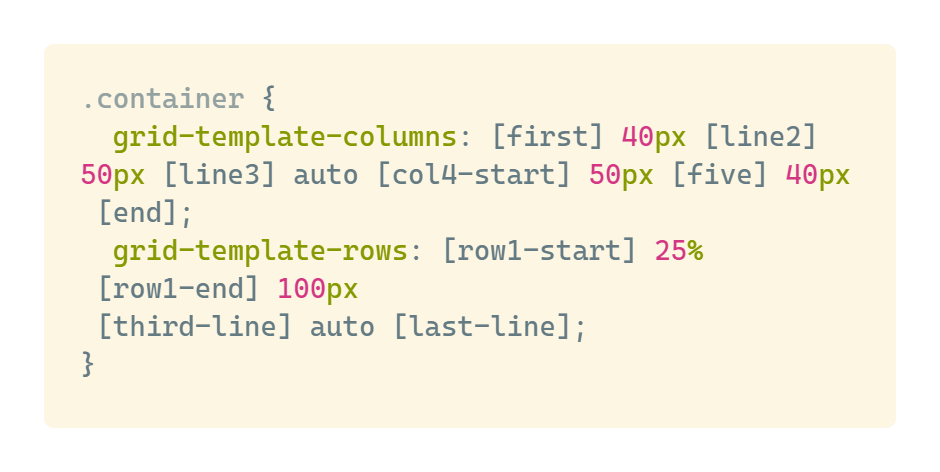 .container {
  grid-template-columns: [first] 40px [line2]
50px [line3] auto [col4-start] 50px [five] 40px
 [end];
  grid-template-rows: [row1-start] 25%
 [row1-end] 100px
 [third-line] auto [last-line];
}